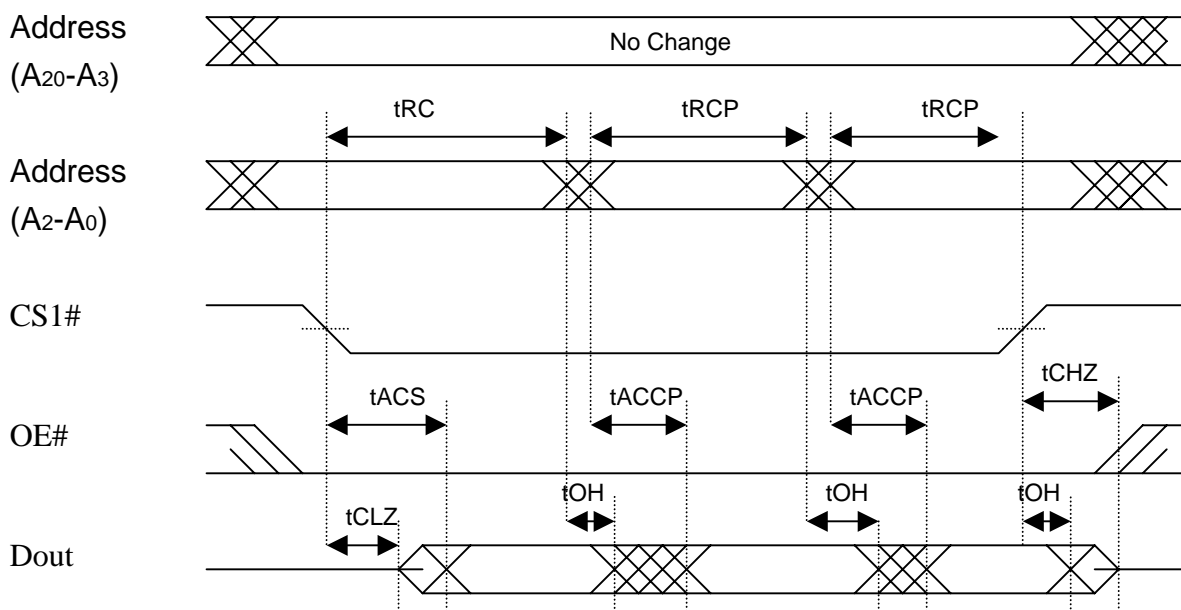 Address
(A20-A3)
No Change
tRC
tRCP
tRCP
Address
(A2-A0)
CS1#
tCHZ
tACS
tACCP
tACCP
OE#
tOH
tOH
tOH
tCLZ
Dout